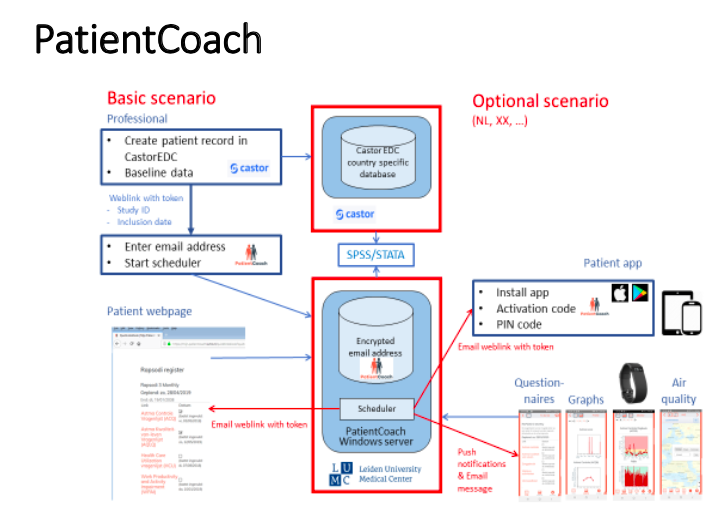 PatientCoach
Basic scenario
Professional
• Create patient record in
CastorEDC
• Baseline data
castor
Weblink with token
- Study ID
- Inclusion date
• Enter email address
• Start scheduler
PatientCoach
Patient webpage
Rapsodi register
Email weblink with token
Castor EDC
country specific
database
castor
SPSS/STATA
Encrypted
email address
PatientCoach
Scheduler
PatientCoach
Windows server
LUMC
Leiden University
Medical Center
Optional scenario
(NL, XX, ...)
Patient app
• Install app
• Activation code
• PIN code
PatientCoach
Email weblink with token
Question-
naires
Graphs
Air
quality
Push
notifications
& Email
message